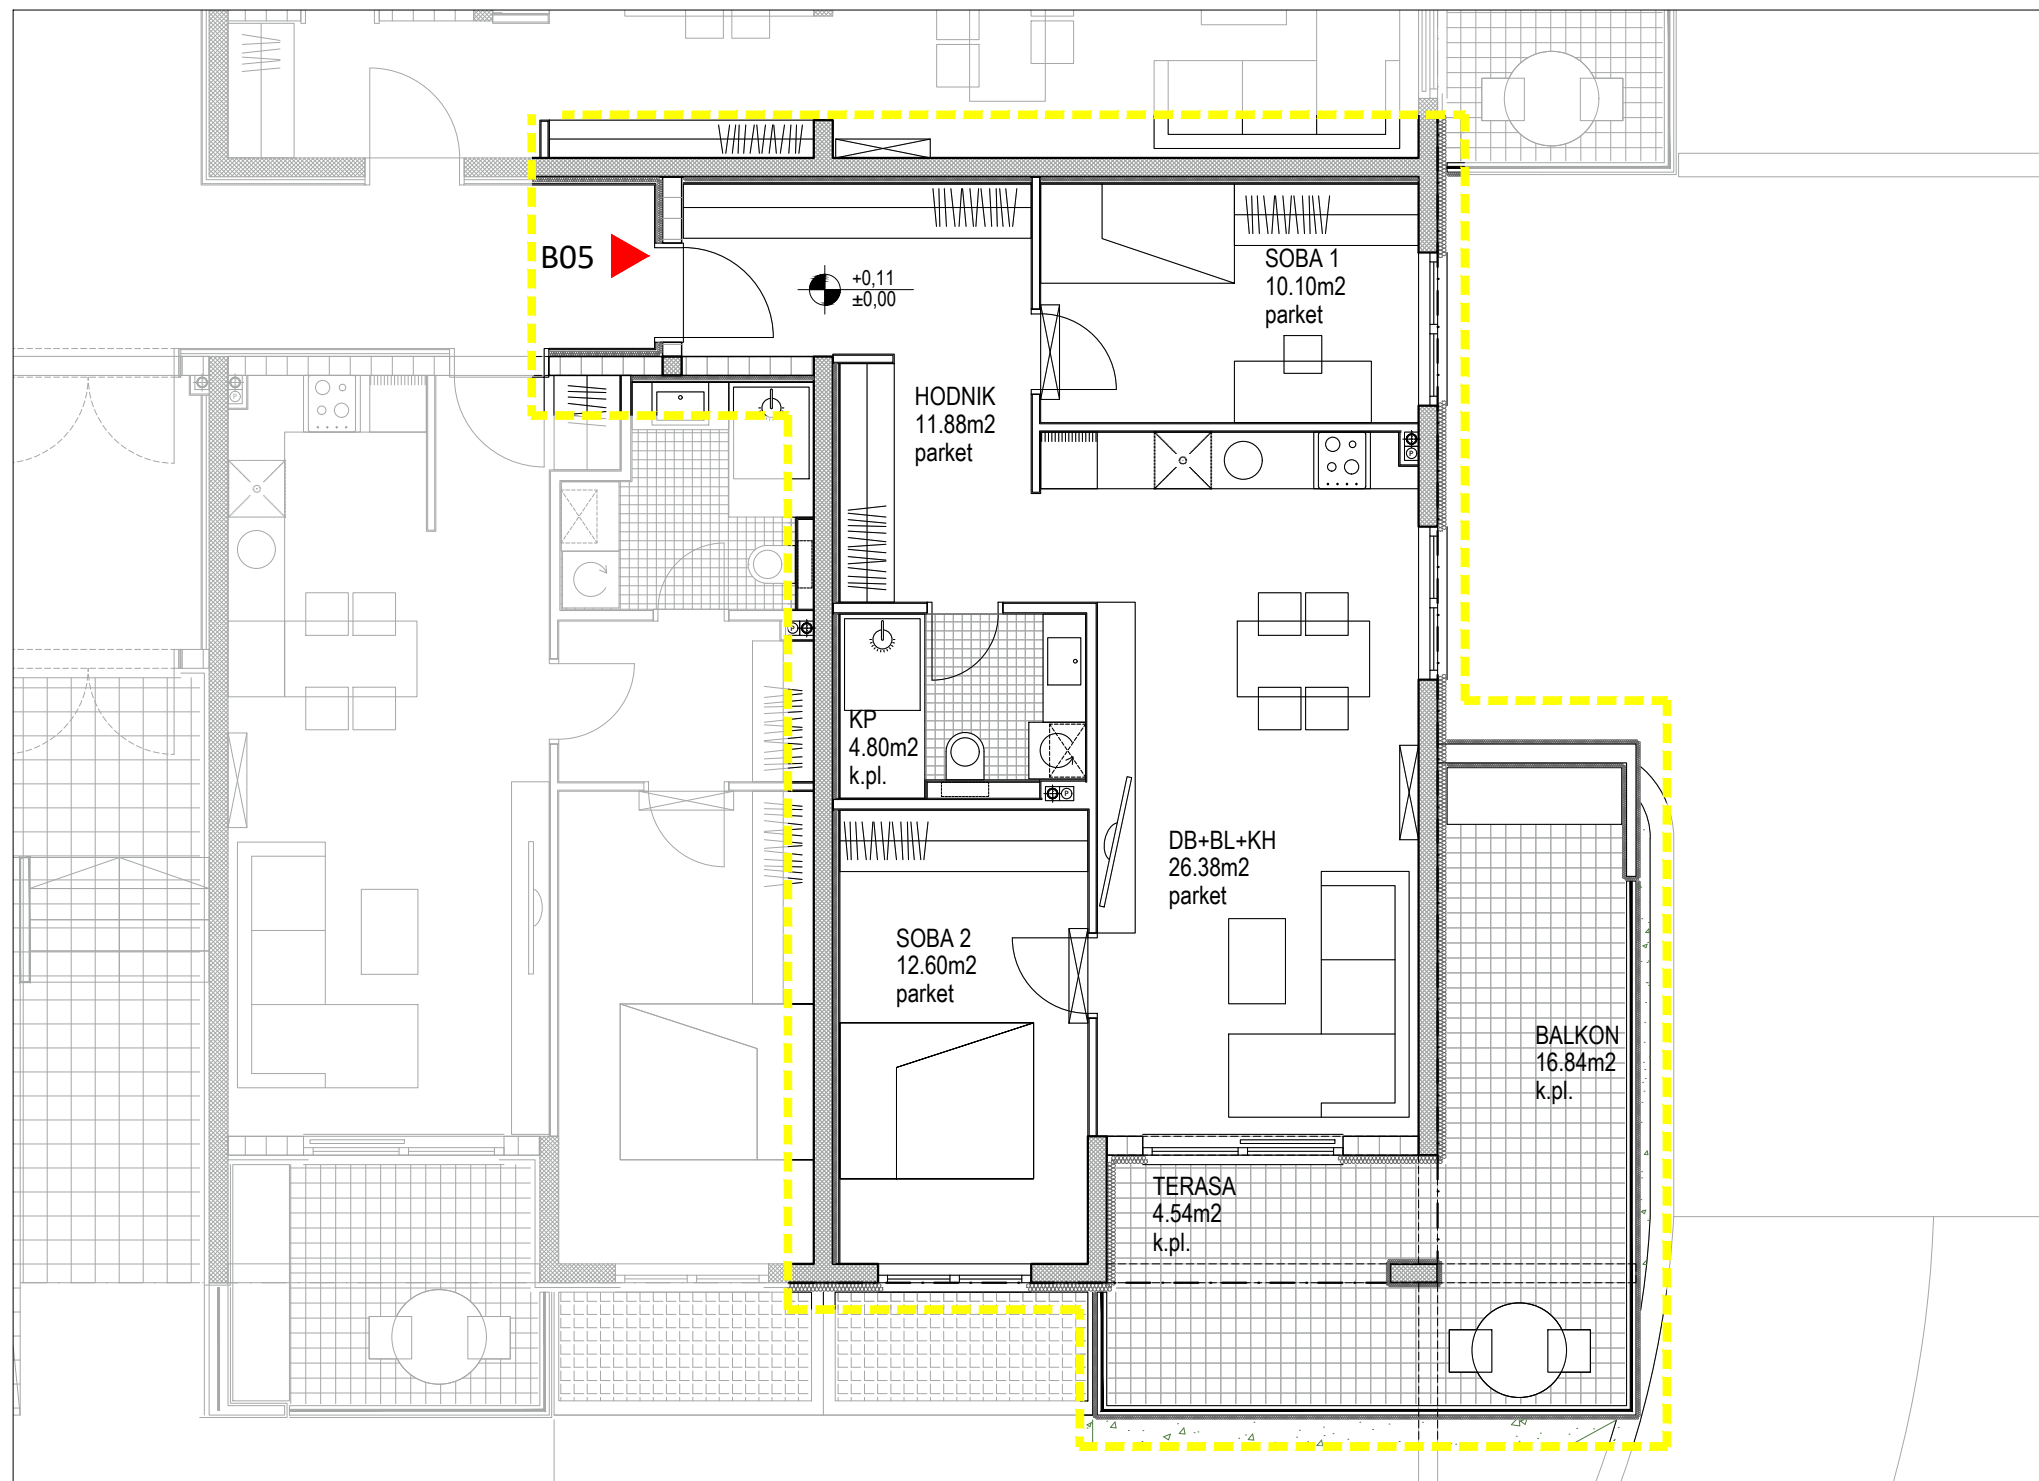 B05
+0,11
±0,00
SOBA 1
10.10m2
parket
HODNIK
11.88m2
parket
KP
4.80m2
k.pl.
DB+BL+KH
26.38m2
parket
SOBA 2
12.60m2
parket
BALKON
16.84m2
k.pl.
TERASA
4.54m2
k.pl.